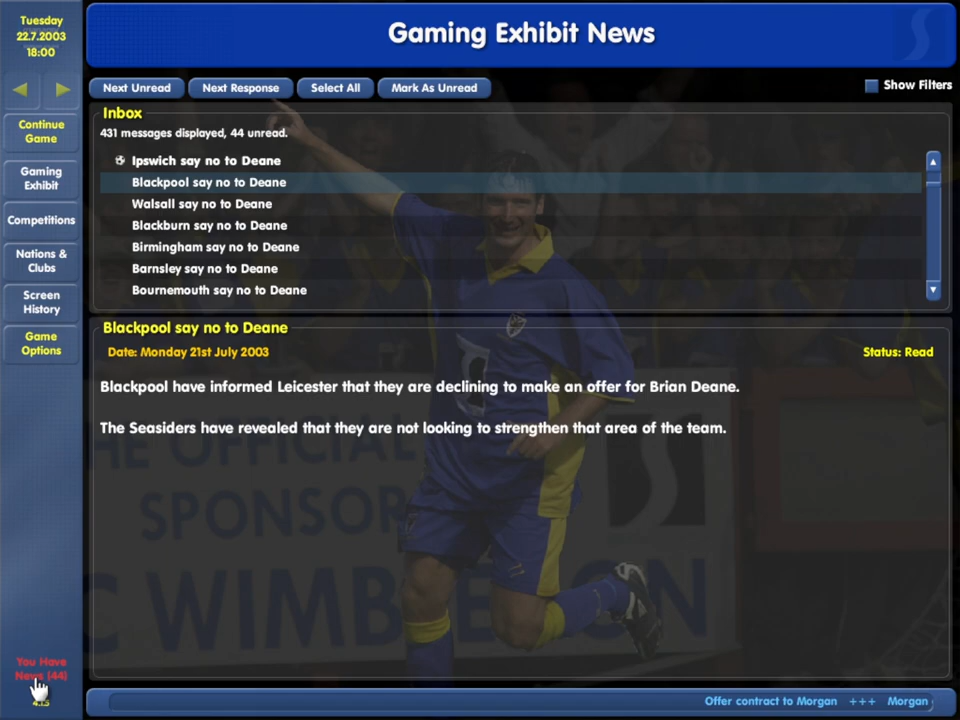 Tuesday
22.7.2003
18:00
Gaming Exhibit News
Next Unread
Next Response
Select All
Mark As Unread
Show Filters
Continue
Game
Gaming
Exhibit
Competitions
Nations &
Clubs
Screen
History
Game
Options
Inbox
431 messages displayed, 44 unread.
Ipswich say no to Deane
Blackpool say no to Deane
Walsall say no to Deane
Blackburn say no to Deane
Birmingham say no to Deane
Barnsley say no to Deane
Bournemouth say no to Deane
Blackpool say no to Deane
Date: Monday 21st July 2003
Status: Read
Blackpool have informed Leicester that they are declining to make an offer for Brian Deane.
The Seasiders have revealed that they are not looking to strengthen that area of the team.
HE OFFICIAL
SPONSOR
C WIMBLEDON
You Have
News (44)
Offer contract to Morgan +++ Morgan